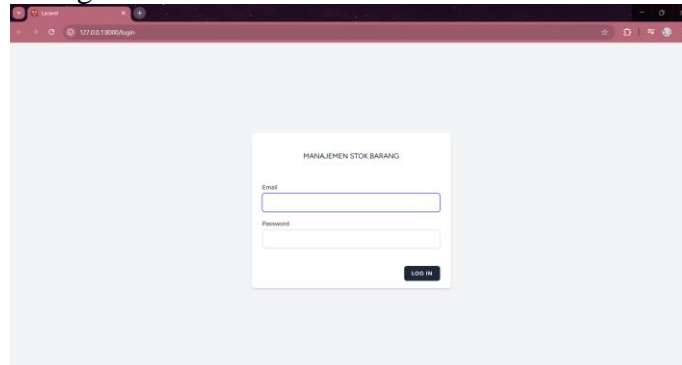 Laravel
127.0.0.1:8000/login
MANAJEMEN STOK BARANG
Email
Password
LOG IN